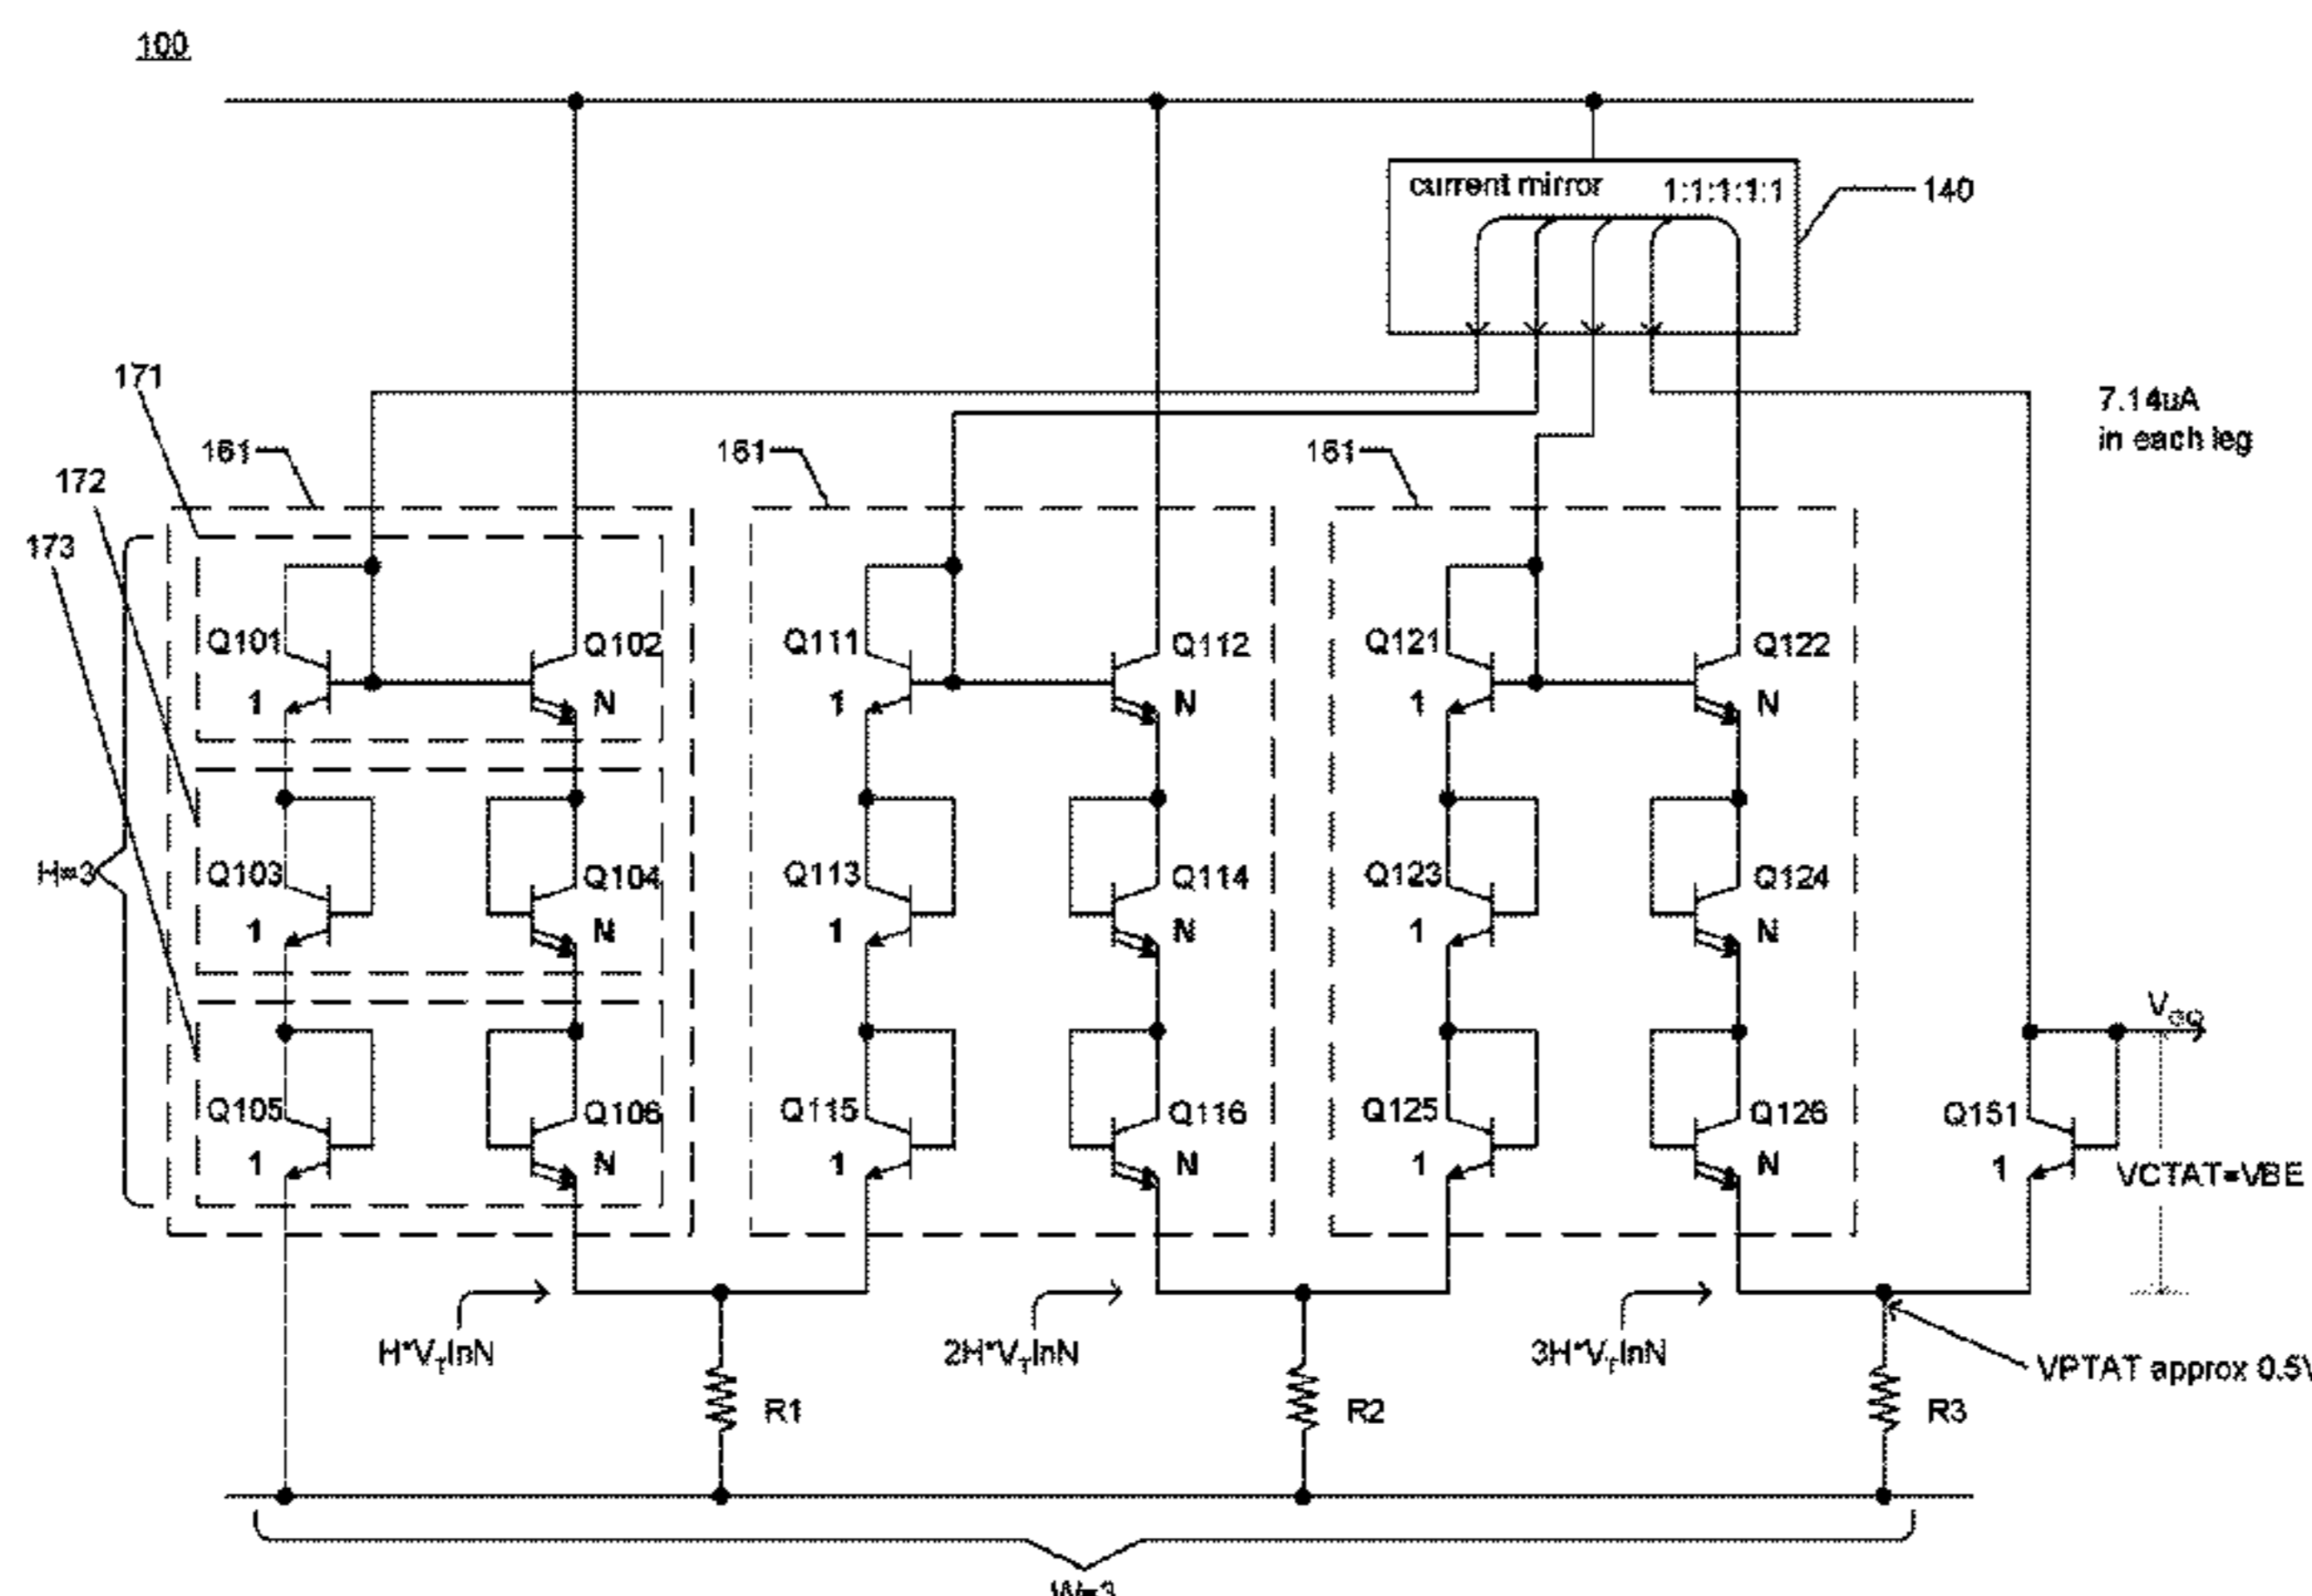 100
current mirror 1:1:1:1:1
140
7.14uA
in each leg
171
161
161
161
172
173
Q101
Q102
Q111
Q112
Q121
Q122
1
N
1
N
1
N
H=3
Q103
Q104
Q113
Q114
Q123
Q124
1
N
1
N
1
N
VGO
Q105
Q106
Q115
Q116
Q125
Q126
Q151
1
N
1
N
1
N
1
VCTAT=VBE
H*VTlnN
2H*VTlnN
3H*VTlnN
VPTAT approx 0.5V
R1
R2
R3
W=3